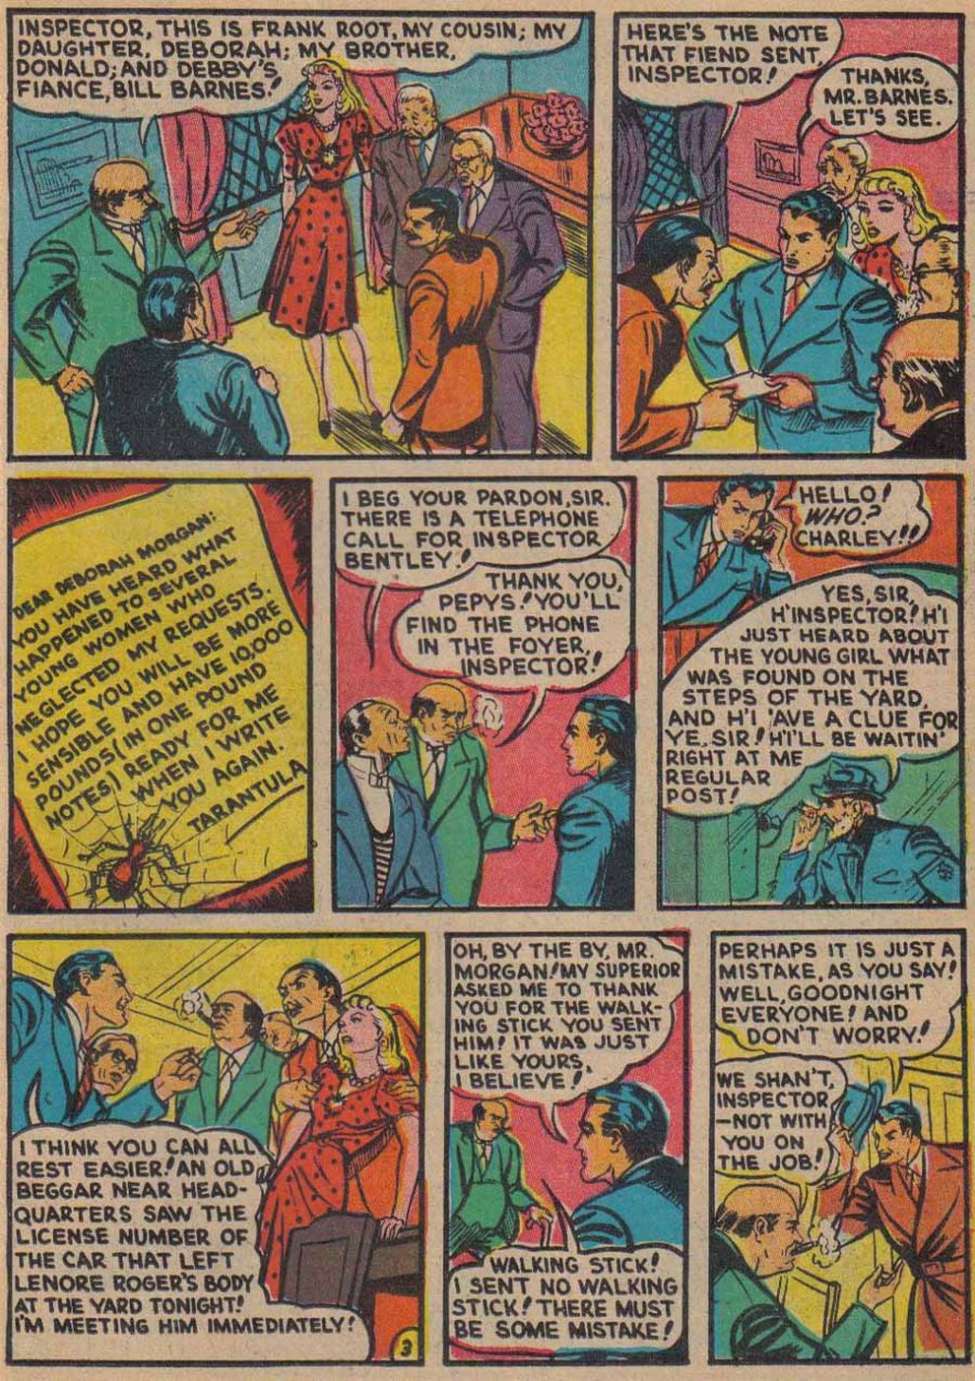 INSPECTOR, THIS IS FRANK ROOT, MY COUSIN; MY
DAUGHTER, DEBORAH; MY BROTHER,
DONALD; AND DEBBY'S
FIANCE, BILL BARNES!
HERE'S THE NOTE
THAT FIEND SENT,
INSPECTOR!
THANKS,
MR. BARNES.
LET'S SEE.
DEAR DEBORAH MORGAN:
YOU HAVE HEARD WHAT
HAPPENED TO SEVERAL
YOUNG WOMEN WHO
NEGLECTED MY REQUESTS.
I HOPE YOU WILL BE MORE
SENSIBLE AND HAVE 10,000
POUNDS (IN ONE POUND
NOTES) READY FOR ME
WHEN I WRITE
YOU AGAIN.
TARANTULA
I BEG YOUR PARDON, SIR.
THERE IS A TELEPHONE
CALL FOR INSPECTOR
BENTLEY!
THANK YOU,
PEPYS! YOU'LL
FIND THE PHONE
IN THE FOYER,
INSPECTOR!
HELLO!
WHO?
CHARLEY!!
YES, SIR,
H'INSPECTOR! H'I
JUST HEARD ABOUT
THE YOUNG GIRL WHAT
WAS FOUND ON THE
STEPS OF THE YARD,
AND H'I 'AVE A CLUE FOR
YE, SIR! H'I'LL BE WAITIN'
RIGHT AT ME
REGULAR
POST!
I THINK YOU CAN ALL
REST EASIER! AN OLD
BEGGAR NEAR HEAD-
QUARTERS SAW THE
LICENSE NUMBER OF
THE CAR THAT LEFT
LENORE ROGER'S BODY
AT THE YARD TONIGHT!
I'M MEETING HIM IMMEDIATELY!
3
OH, BY THE BY, MR.
MORGAN! MY SUPERIOR
ASKED ME TO THANK
YOU FOR THE WALK-
ING STICK YOU SENT
HIM! IT WAS JUST
LIKE YOURS,
I BELIEVE!
WALKING STICK!
I SENT NO WALKING
STICK! THERE MUST
BE SOME MISTAKE!
PERHAPS IT IS JUST A
MISTAKE, AS YOU SAY!
WELL, GOODNIGHT
EVERYONE! AND
DON'T WORRY!
WE SHAN'T,
INSPECTOR
—NOT WITH
YOU ON
THE JOB!